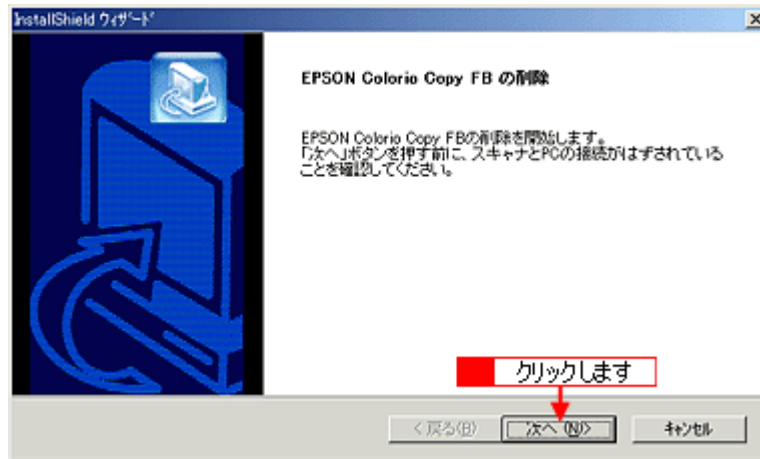 InstallShield ウィザード
EPSON Colorio Copy FB の削除
EPSON Colorio Copy FBの削除を開始します。
「次へ」ボタンを押す前に、スキャナとPCの接続がはずされている
ことを確認してください。
クリックします
< 戻る(B)
次へ (N)>
キャンセル